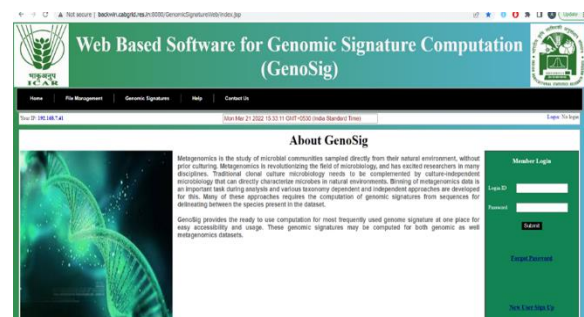 Not secure | backwin.cabgrid.res.in:8080/GenomicSignatureWeb/index.jsp
Update
Web Based Software for Genomic Signature Computation
(GenoSig)
ICAR
Home File Management Genomic Signatures Help Contact Us
Your IP: 192.168.7.41 Mon Mar 21 2022 15:33:11 GMT+0530 (India Standard Time) Login: No login
About GenoSig
Metagenomics is the study of microbial communities sampled directly from their natural environment, without
prior culturing. Metagenomics is revolutionizing the field of microbiology, and has excited researchers in many
disciplines. Traditional clonal culture microbiology needs to be complemented by culture-independent
microbiology that can directly characterize microbes in natural environments. Binning of metagenomics data is
an important task during analysis and various taxonomy dependent and independent approaches are developed
for this. Many of these approaches requires the computation of genomic signatures from sequences for
delineating between the species present in the dataset.
GenoSig provides the ready to use computation for most frequently used genome signature at one place for
easy accessibility and usage. These genomic signatures may be computed for both genomic as well
metagenomics datasets.
Member Login
Login ID
Password
Submit
Forgot Password
New User Sign Up